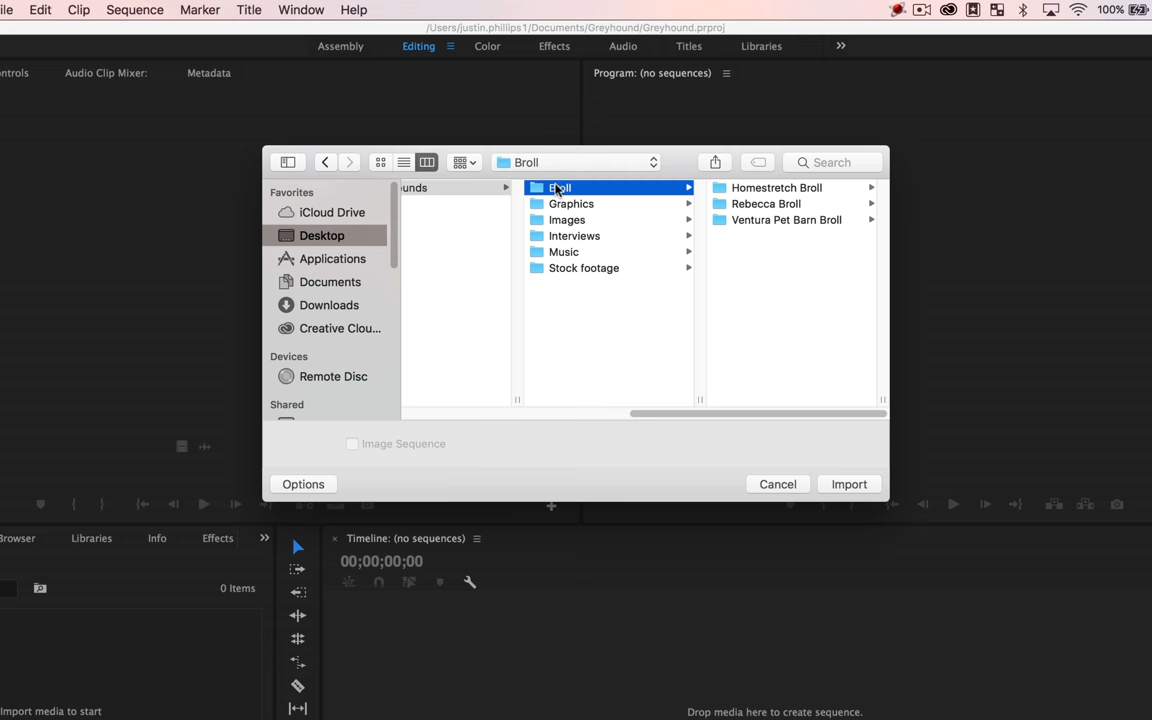 ile Edit Clip Sequence Marker Title Window Help 100%
/Users/justin.phillips1/Documents/Greyhound/Greyhound.prproj
Assembly Editing Color Effects Audio Titles Libraries
ntrols Audio Clip Mixer: Metadata
Program: (no sequences)
Broll
Search
Favorites
iCloud Drive
Desktop
Applications
Documents
Downloads
Creative Clou...
Devices
Remote Disc
Shared
ounds
Broll
Graphics
Images
Interviews
Music
Stock footage
Homestretch Broll
Rebecca Broll
Ventura Pet Barn Broll
Image Sequence
Options
Cancel
Import
Browser Libraries Info Effects
0 Items
Import media to start
Timeline: (no sequences)
00;00;00;00
Drop media here to create sequence.